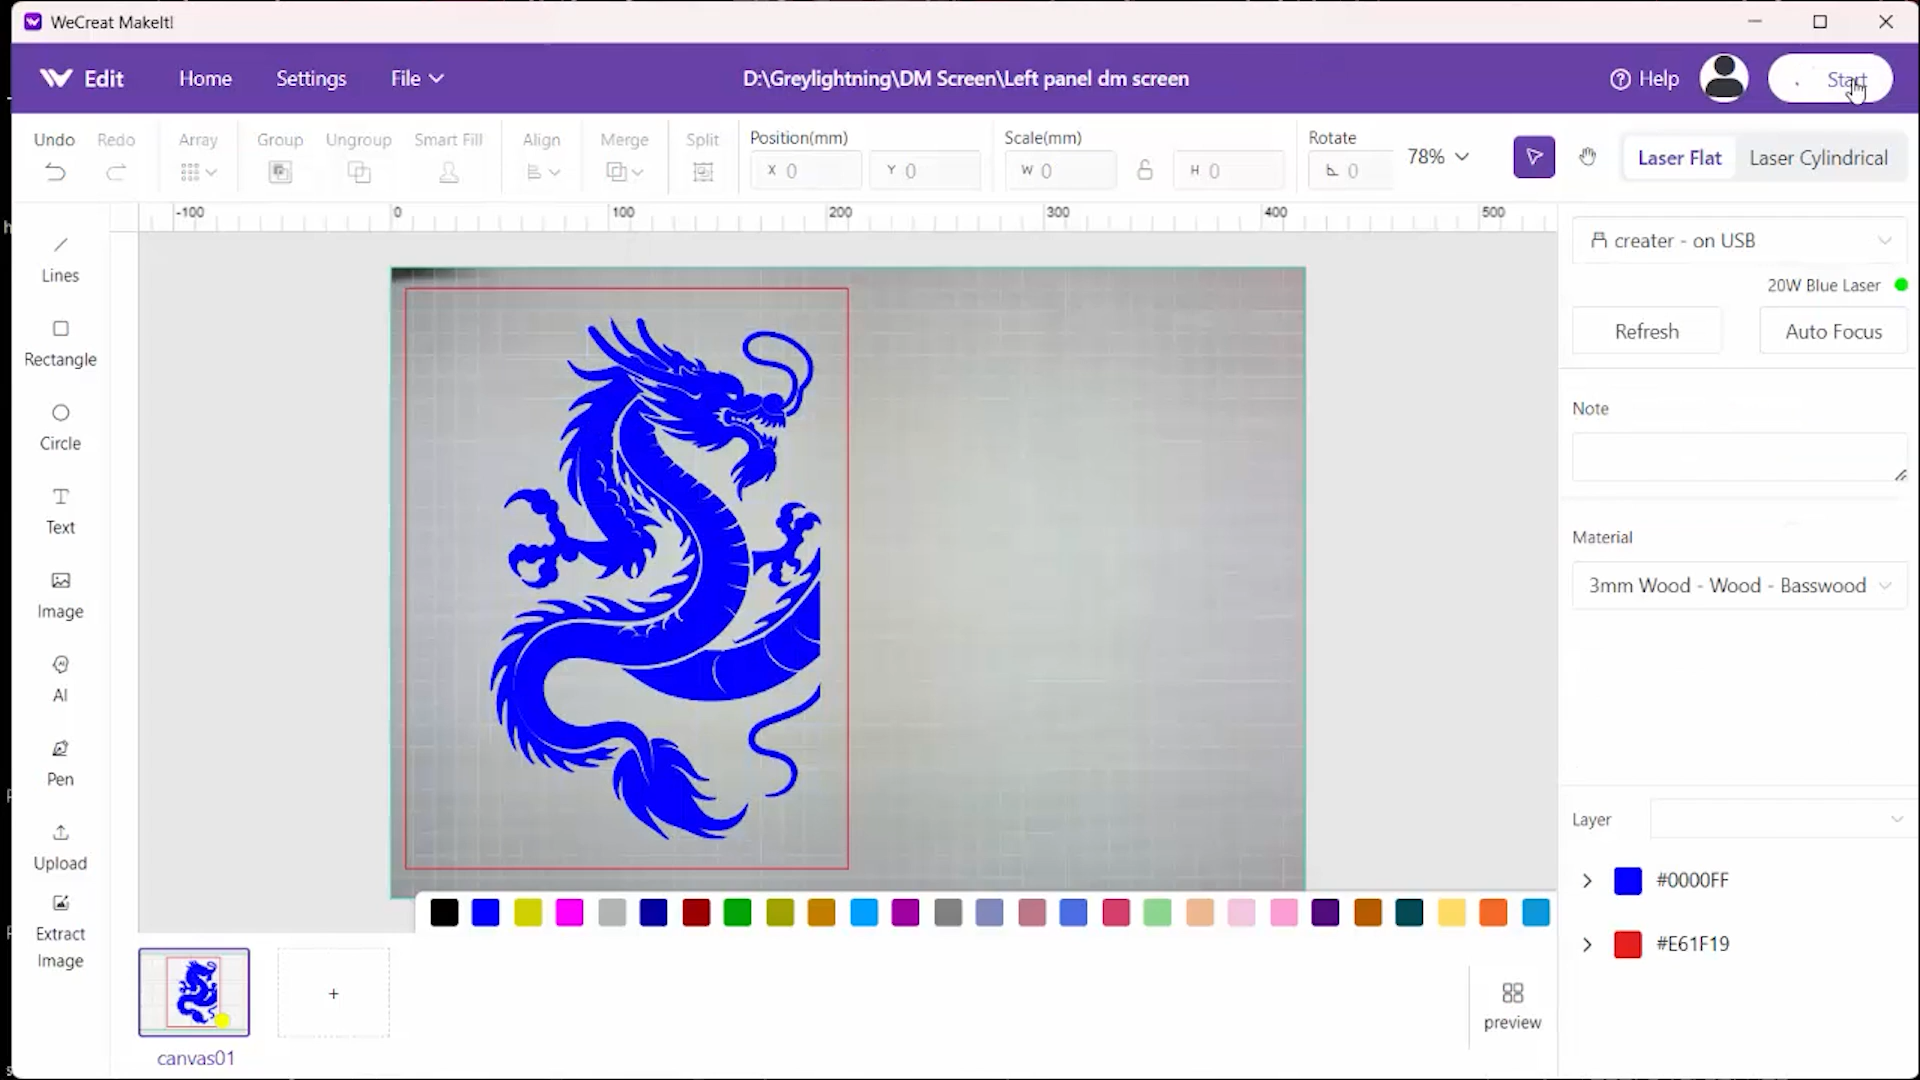 WeCreat MakeIt!
Edit Home Settings File D:\Greylightning\DM Screen\Left panel dm screen Help Start
Undo Redo Array Group Ungroup Smart Fill Align Merge Split Position(mm) Scale(mm) Rotate
X 0 Y 0 W 0 H 0 0 78% Laser Flat Laser Cylindrical
-100 0 100 200 300 400 500
Lines
Rectangle
Circle
Text
Image
AI
Pen
Upload
Extract
Image
creater - on USB
20W Blue Laser
Refresh Auto Focus
Note
Material
3mm Wood - Wood - Basswood
Layer
#0000FF
#E61F19
+
preview
canvas01